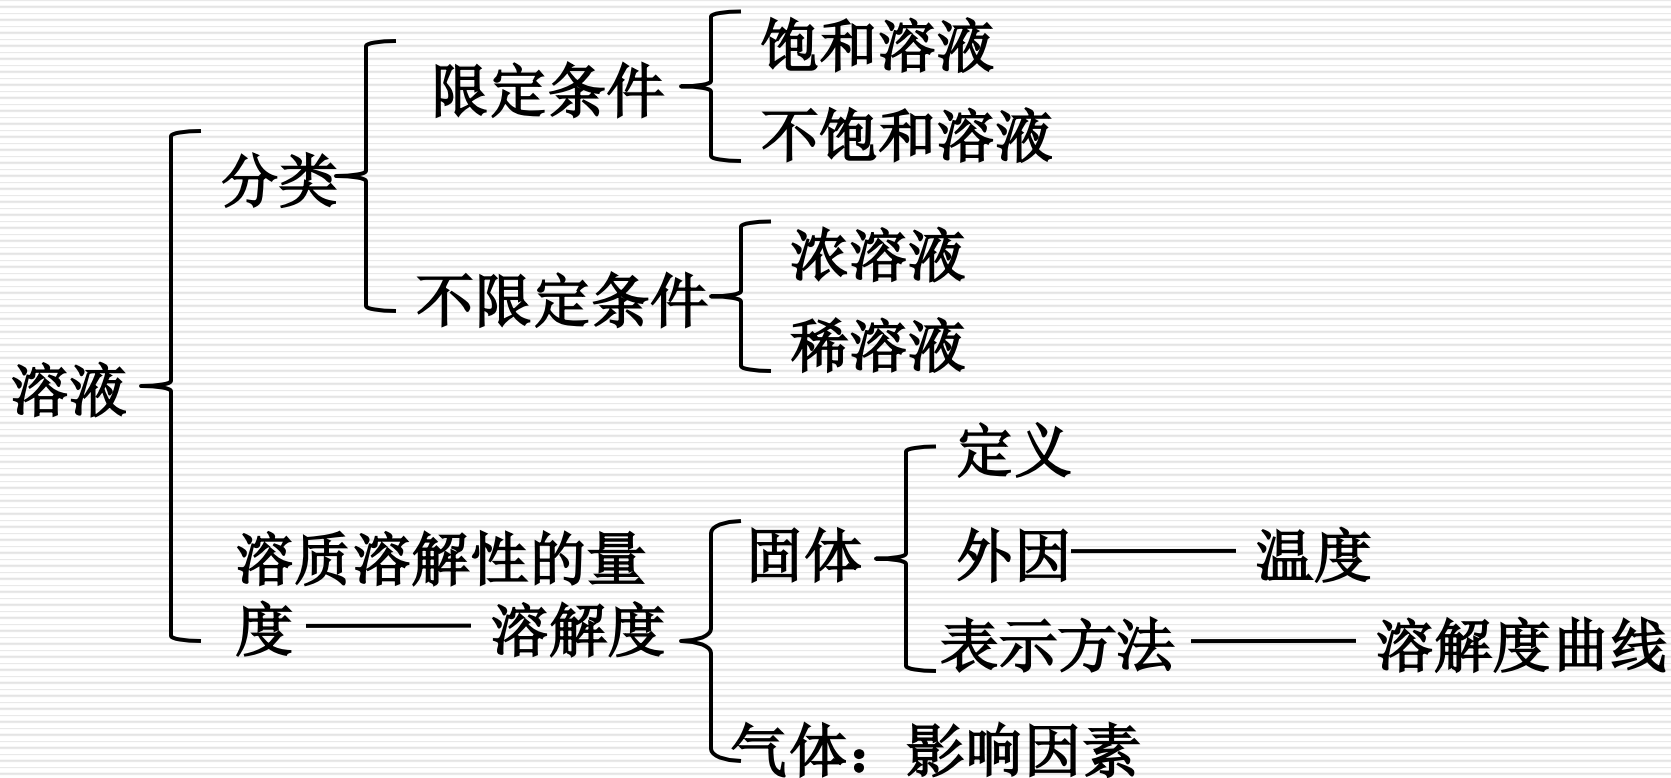 饱和溶液
限定条件
不饱和溶液
分类
浓溶液
不限定条件
稀溶液
溶液
定义
溶质溶解性的量
固体
外因——温度
度——溶解度
表示方法——溶解度曲线
气体：影响因素